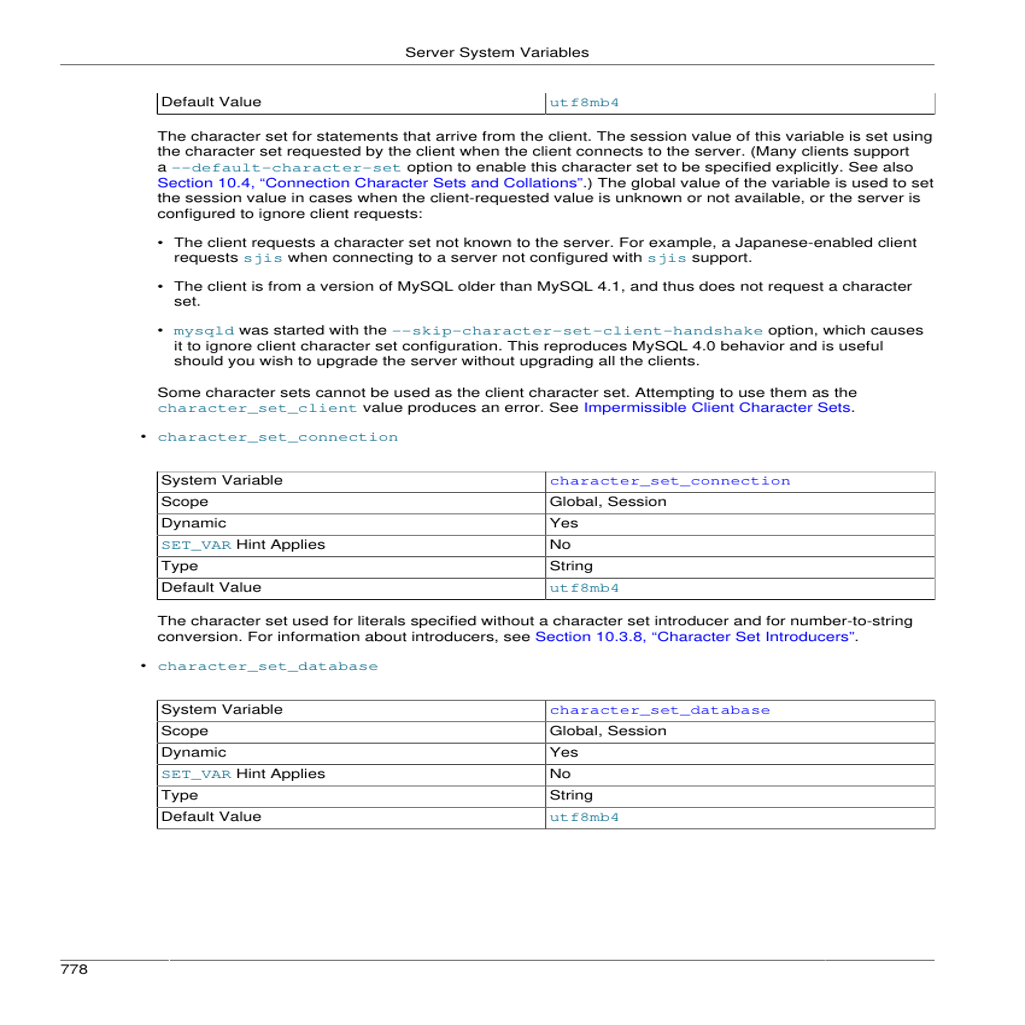 Server System Variables
Default Value utf8mb4
The character set for statements that arrive from the client. The session value of this variable is set using
the character set requested by the client when the client connects to the server. (Many clients support
a --default-character-set option to enable this character set to be specified explicitly. See also
Section 10.4, “Connection Character Sets and Collations”.) The global value of the variable is used to set
the session value in cases when the client-requested value is unknown or not available, or the server is
configured to ignore client requests:
• The client requests a character set not known to the server. For example, a Japanese-enabled client
requests sjis when connecting to a server not configured with sjis support.
• The client is from a version of MySQL older than MySQL 4.1, and thus does not request a character
set.
• mysqld was started with the --skip-character-set-client-handshake option, which causes
it to ignore client character set configuration. This reproduces MySQL 4.0 behavior and is useful
should you wish to upgrade the server without upgrading all the clients.
Some character sets cannot be used as the client character set. Attempting to use them as the
character_set_client value produces an error. See Impermissible Client Character Sets.
• character_set_connection
System Variable character_set_connection
Scope Global, Session
Dynamic Yes
SET_VAR Hint Applies No
Type String
Default Value utf8mb4
The character set used for literals specified without a character set introducer and for number-to-string
conversion. For information about introducers, see Section 10.3.8, “Character Set Introducers”.
• character_set_database
System Variable character_set_database
Scope Global, Session
Dynamic Yes
SET_VAR Hint Applies No
Type String
Default Value utf8mb4
778